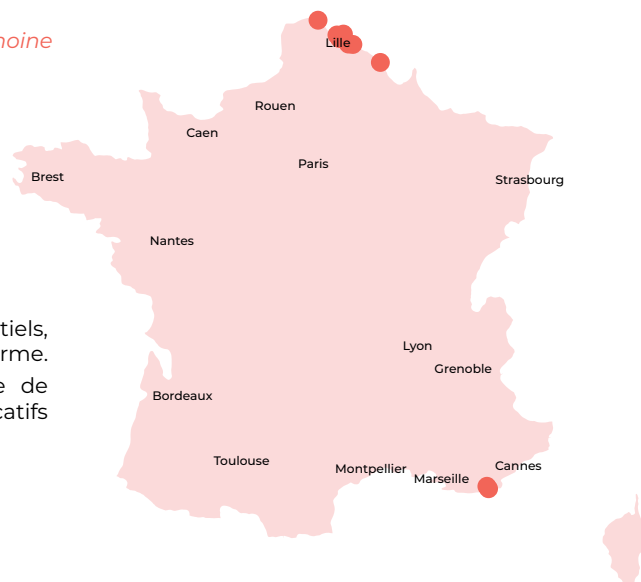 moine
Lille
Rouen
Caen
Paris
Brest
Strasbourg
Nantes
tiels,
Lyon
rme.
Grenoble
e de
Bordeaux
catifs
Toulouse
Montpellier
Cannes
Marseille